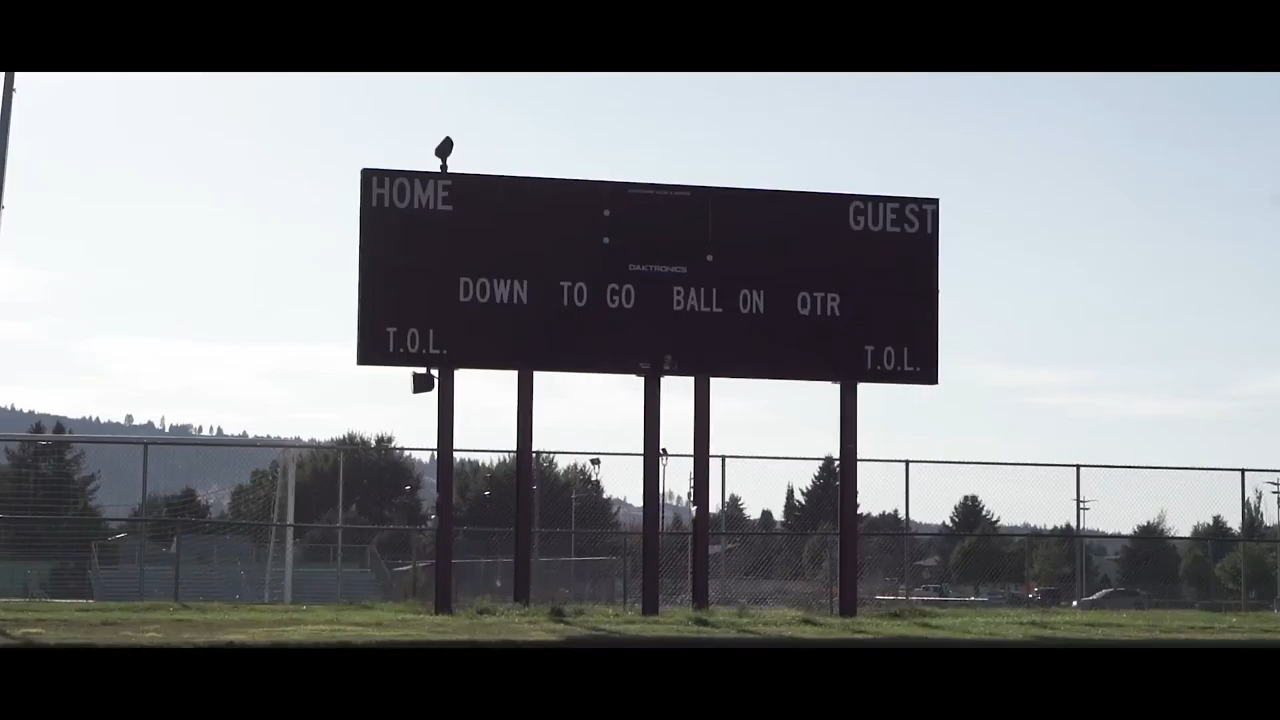 HOME
GUEST
DAKTRONICS
DOWN TO GO BALL ON QTR
T.O.L. T.O.L.